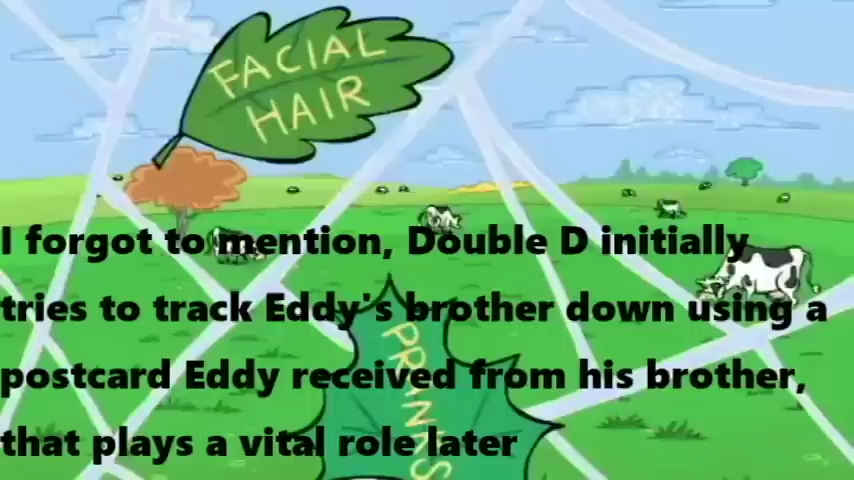 FACIAL
HAIR
I forgot to mention, Double D initially
tries to track Eddy's brother down using a
postcard Eddy received from his brother,
that plays a vital role later